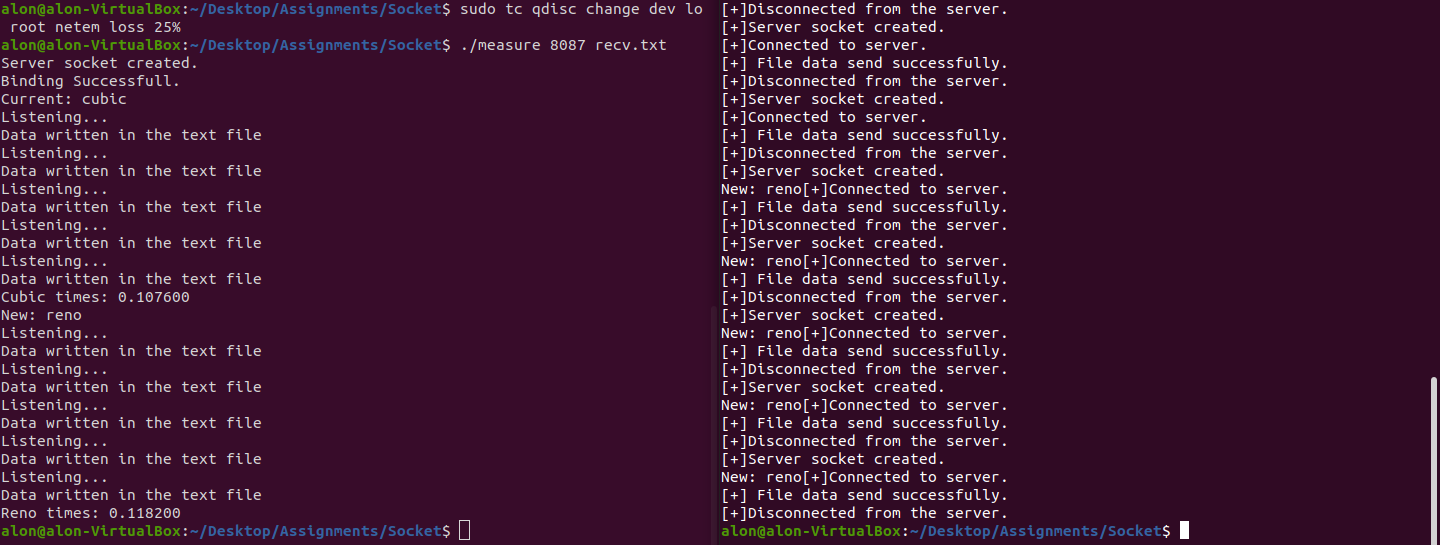 alon@alon-VirtualBox:~/Desktop/Assignments/Socket$ sudo tc qdisc change dev lo
 root netem loss 25%
alon@alon-VirtualBox:~/Desktop/Assignments/Socket$ ./measure 8087 recv.txt
Server socket created.
Binding Successfull.
Current: cubic
Listening...
Data written in the text file
Listening...
Data written in the text file
Listening...
Data written in the text file
Listening...
Data written in the text file
Listening...
Data written in the text file
Cubic times: 0.107600
New: reno
Listening...
Data written in the text file
Listening...
Data written in the text file
Listening...
Data written in the text file
Listening...
Data written in the text file
Listening...
Data written in the text file
Reno times: 0.118200
alon@alon-VirtualBox:~/Desktop/Assignments/Socket$
[+]Disconnected from the server.
[+]Server socket created.
[+]Connected to server.
[+] File data send successfully.
[+]Disconnected from the server.
[+]Server socket created.
[+]Connected to server.
[+] File data send successfully.
[+]Disconnected from the server.
[+]Server socket created.
New: reno[+]Connected to server.
[+] File data send successfully.
[+]Disconnected from the server.
[+]Server socket created.
New: reno[+]Connected to server.
[+] File data send successfully.
[+]Disconnected from the server.
[+]Server socket created.
New: reno[+]Connected to server.
[+] File data send successfully.
[+]Disconnected from the server.
[+]Server socket created.
New: reno[+]Connected to server.
[+] File data send successfully.
[+]Disconnected from the server.
[+]Server socket created.
New: reno[+]Connected to server.
[+] File data send successfully.
[+]Disconnected from the server.
alon@alon-VirtualBox:~/Desktop/Assignments/Socket$